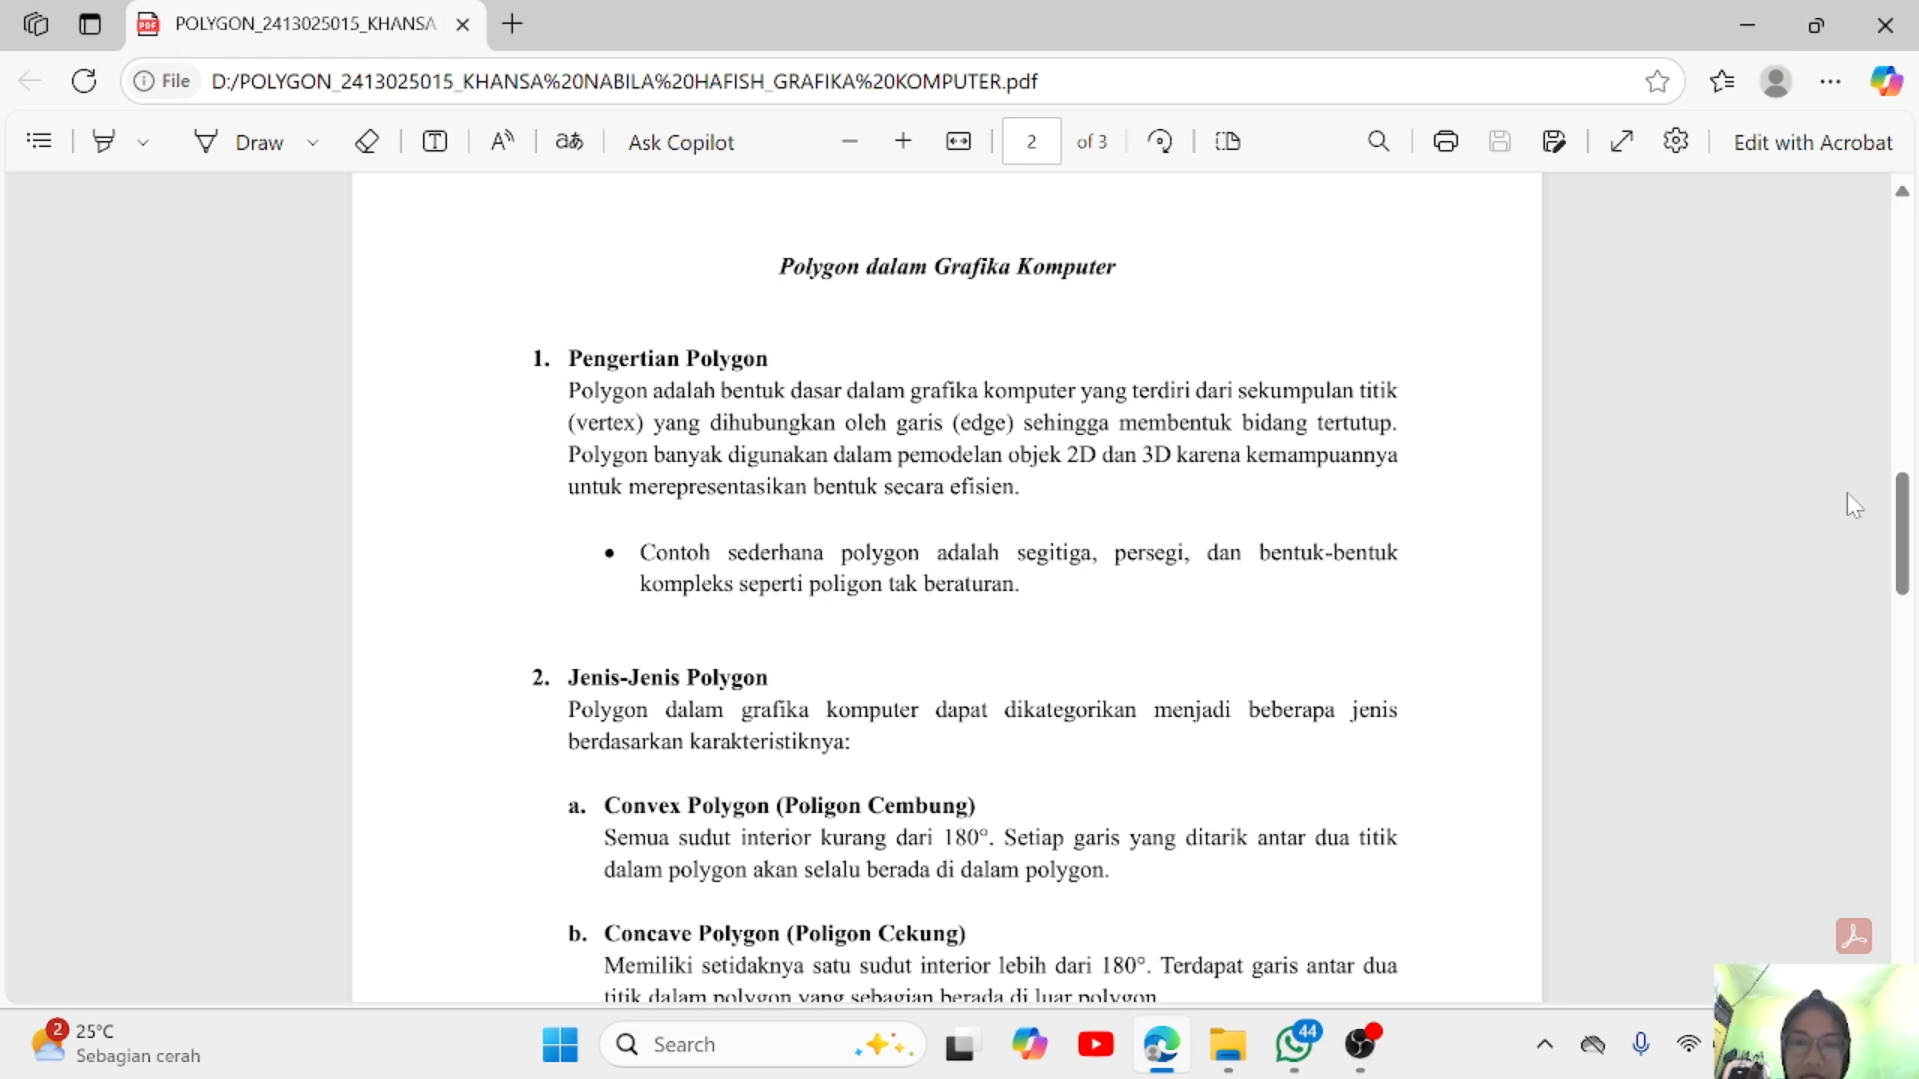 POLYGON_2413025015_KHANSA
File D:/POLYGON_2413025015_KHANSA%20NABILA%20HAFISH_GRAFIKA%20KOMPUTER.pdf
Draw Ask Copilot 2 of 3 Edit with Acrobat
Polygon dalam Grafika Komputer
1. Pengertian Polygon
Polygon adalah bentuk dasar dalam grafika komputer yang terdiri dari sekumpulan titik
(vertex) yang dihubungkan oleh garis (edge) sehingga membentuk bidang tertutup.
Polygon banyak digunakan dalam pemodelan objek 2D dan 3D karena kemampuannya
untuk merepresentasikan bentuk secara efisien.
• Contoh sederhana polygon adalah segitiga, persegi, dan bentuk-bentuk
kompleks seperti poligon tak beraturan.
2. Jenis-Jenis Polygon
Polygon dalam grafika komputer dapat dikategorikan menjadi beberapa jenis
berdasarkan karakteristiknya:
a. Convex Polygon (Poligon Cembung)
Semua sudut interior kurang dari 180°. Setiap garis yang ditarik antar dua titik
dalam polygon akan selalu berada di dalam polygon.
b. Concave Polygon (Poligon Cekung)
Memiliki setidaknya satu sudut interior lebih dari 180°. Terdapat garis antar dua
titik dalam polygon yang sebagian berada di luar polygon
2 25°C
Sebagian cerah
Search
44